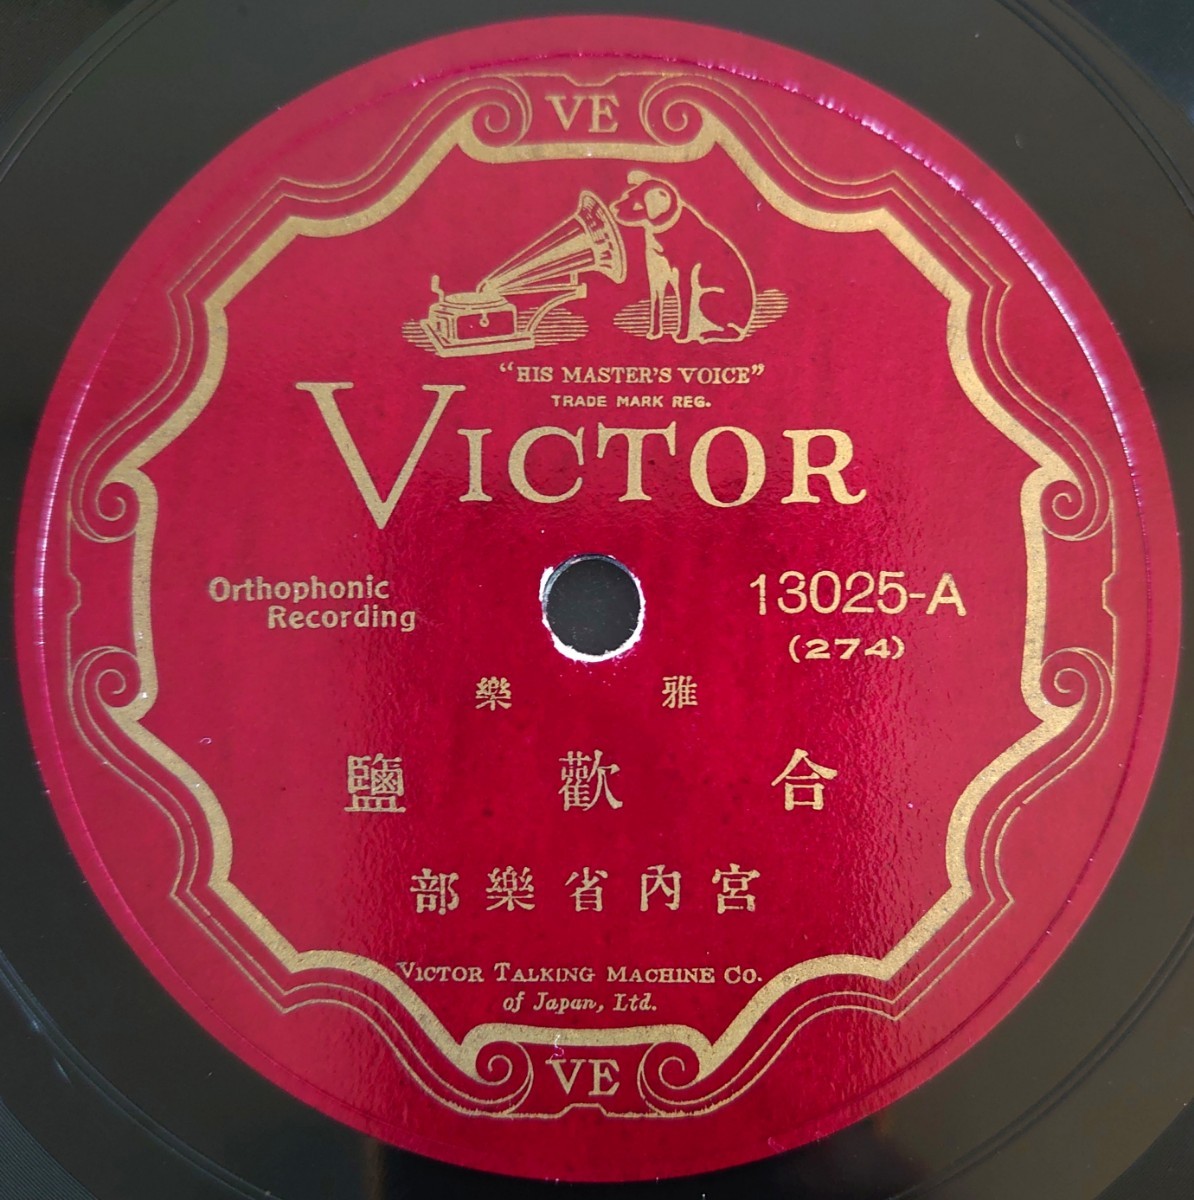 VE
“HIS MASTER'S VOICE”
TRADE MARK REG.
VICTOR
Orthophonic
Recording
13025-A
(274)
雅樂
合歡鹽
宮內省樂部
VICTOR TALKING MACHINE CO.
of Japan, Ltd.
VE